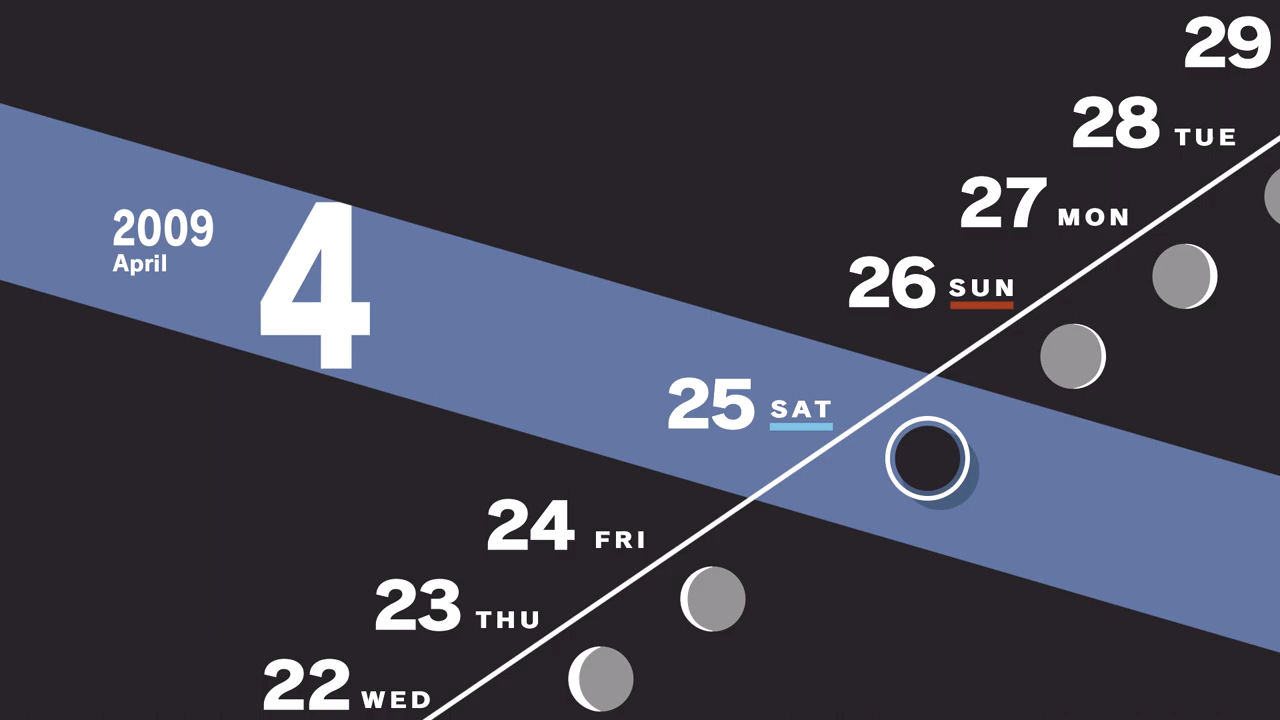 29
28 TUE
27 MON
2009
April
4
26 SUN
25 SAT
24 FRI
23 THU
22 WED